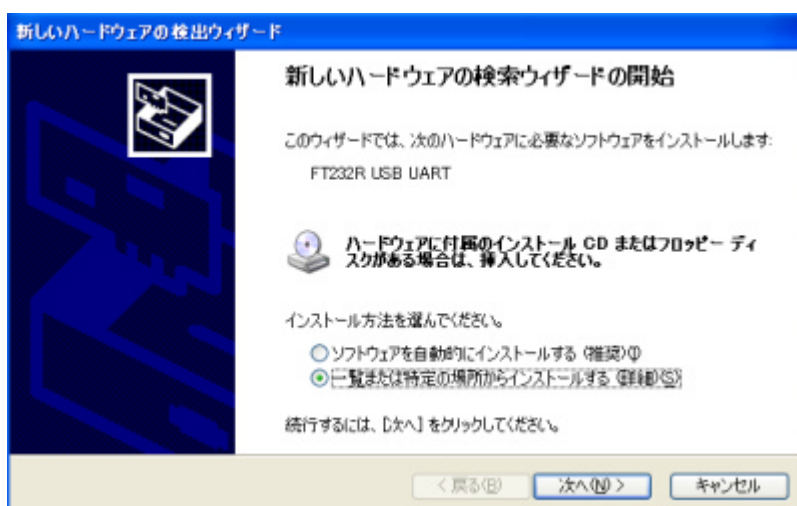 新しいハードウェアの検出ウィザード
新しいハードウェアの検索ウィザードの開始
このウィザードでは、次のハードウェアに必要なソフトウェアをインストールします:
FT232R USB UART
ハードウェアに付属のインストール CD またはフロッピー ディ
スクがある場合は、挿入してください。
インストール方法を選んでください。
ソフトウェアを自動的にインストールする (推奨)(I)
一覧または特定の場所からインストールする (詳細)(S)
続行するには、[次へ] をクリックしてください。
< 戻る(B)
次へ(N) >
キャンセル